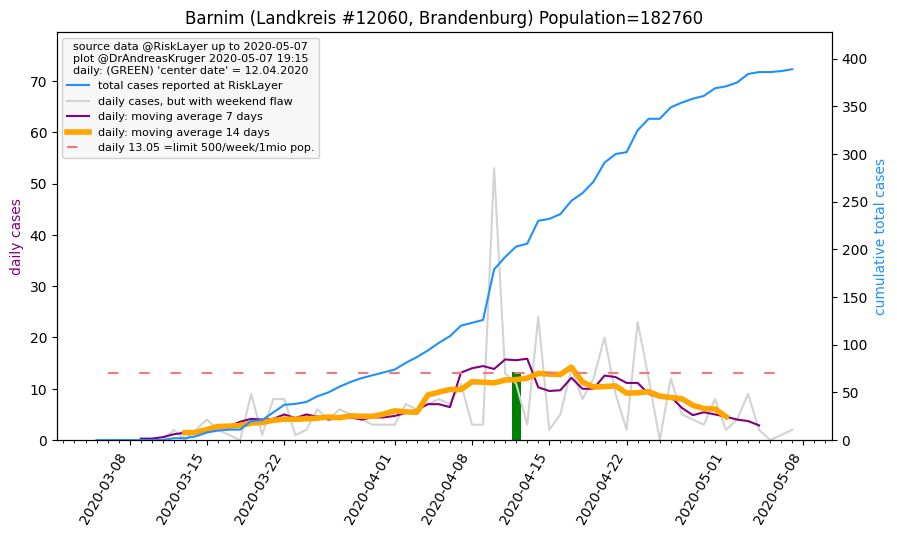 Barnim (Landkreis #12060, Brandenburg) Population=182760
source data @RiskLayer up to 2020-05-07
plot @DrAndreasKruger 2020-05-07 19:15
daily: (GREEN) 'center date' = 12.04.2020
total cases reported at RiskLayer
daily cases, but with weekend flaw
daily: moving average 7 days
daily: moving average 14 days
daily 13.05 =limit 500/week/1mio pop.
daily cases
0
10
20
30
40
50
60
70
cumulative total cases
0
50
100
150
200
250
300
350
400
2020-03-08
2020-03-15
2020-03-22
2020-04-01
2020-04-08
2020-04-15
2020-04-22
2020-05-01
2020-05-08